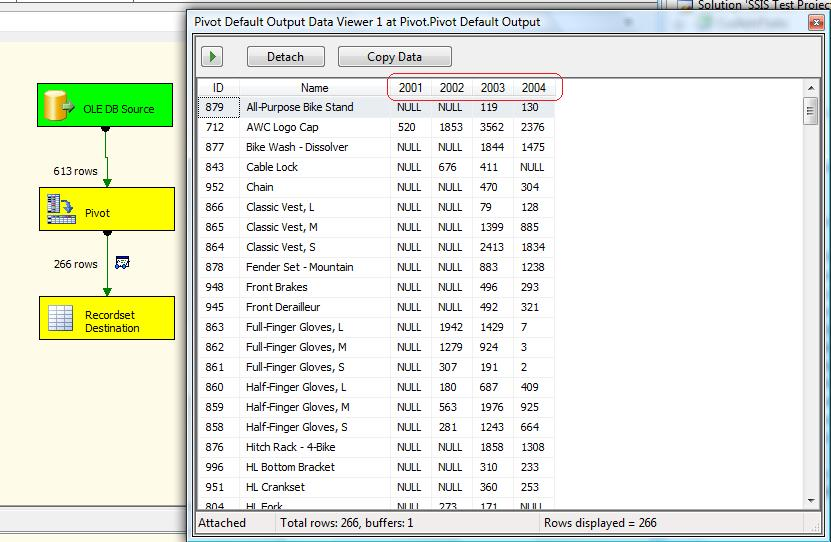 Solution 'SSIS Test Projec
Pivot Default Output Data Viewer 1 at Pivot.Pivot Default Output
Detach Copy Data
ID Name 2001 2002 2003 2004
879 All-Purpose Bike Stand NULL NULL 119 130
712 AWC Logo Cap 520 1853 3562 2376
877 Bike Wash - Dissolver NULL NULL 1844 1475
843 Cable Lock NULL 676 411 NULL
952 Chain NULL NULL 470 304
866 Classic Vest, L NULL NULL 79 128
865 Classic Vest, M NULL NULL 1399 885
864 Classic Vest, S NULL NULL 2413 1834
878 Fender Set - Mountain NULL NULL 883 1238
948 Front Brakes NULL NULL 496 293
945 Front Derailleur NULL NULL 492 321
863 Full-Finger Gloves, L NULL 1942 1429 7
862 Full-Finger Gloves, M NULL 1279 924 3
861 Full-Finger Gloves, S NULL 307 191 2
860 Half-Finger Gloves, L NULL 180 687 409
859 Half-Finger Gloves, M NULL 563 1976 925
858 Half-Finger Gloves, S NULL 281 1243 664
876 Hitch Rack - 4-Bike NULL NULL 1858 1308
996 HL Bottom Bracket NULL NULL 310 233
951 HL Crankset NULL NULL 360 253
804 HL Fork NULL 273 171 NULL
Attached Total rows: 266, buffers: 1 Rows displayed = 266
OLE DB Source
613 rows
Pivot
266 rows
Recordset
Destination